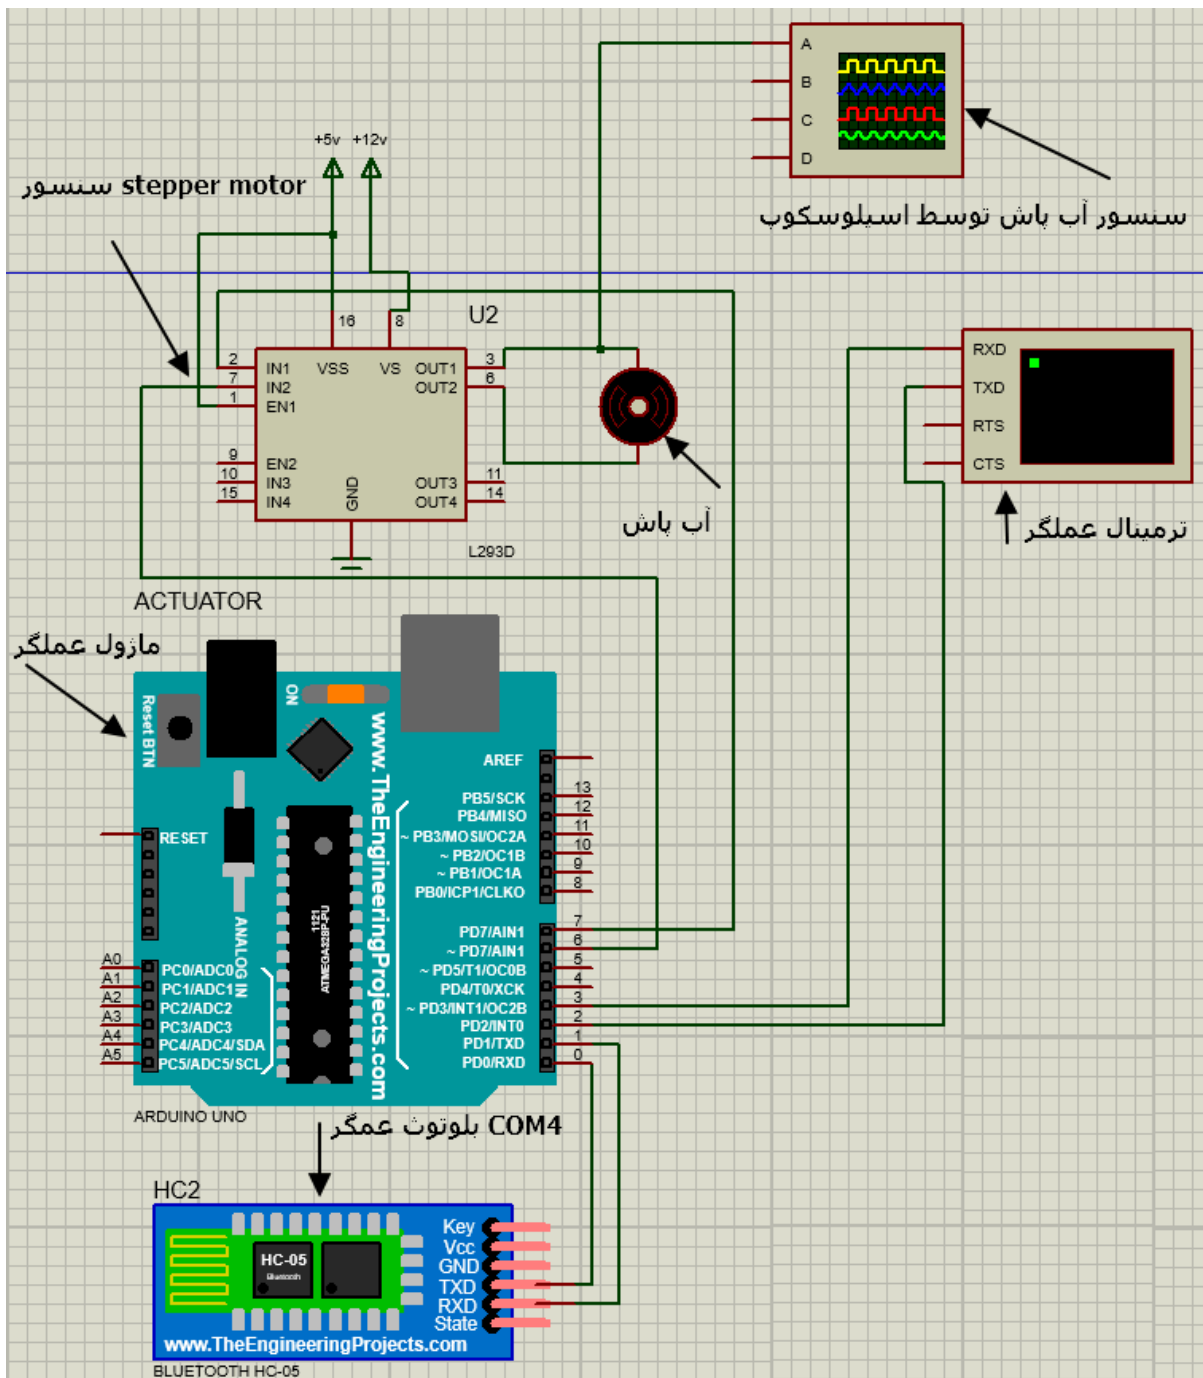 A
B
C
D
سنسور آب پاش توسط اسیلوسکوپ
+5v +12v
سنسور stepper motor
U2
16
8
2
7
1
9
10
15
IN1
IN2
EN1
EN2
IN3
IN4
VSS
VS
GND
OUT1
OUT2
OUT3
OUT4
3
6
11
14
L293D
آب پاش
RXD
TXD
RTS
CTS
ترمینال عملگر
ACTUATOR
ماژول عملگر
Reset BTN
ON
www.TheEngineeringProjects.com
1121
ATMEGA328P-PU
ANALOG IN
RESET
AREF
PB5/SCK 13
PB4/MISO 12
~ PB3/MOSI/OC2A 11
~ PB2/OC1B 10
~ PB1/OC1A 9
PB0/ICP1/CLKO 8
PD7/AIN1 7
~ PD7/AIN1 6
~ PD5/T1/OC0B 5
PD4/T0/XCK 4
~ PD3/INT1/OC2B 3
PD2/INT0 2
PD1/TXD 1
PD0/RXD 0
A0 PC0/ADC0
A1 PC1/ADC1
A2 PC2/ADC2
A3 PC3/ADC3
A4 PC4/ADC4/SDA
A5 PC5/ADC5/SCL
ARDUINO UNO
بلوتوث عمگر COM4
HC2
HC-05
Bluetooth
Key
Vcc
GND
TXD
RXD
State
www.TheEngineeringProjects.com
BLUETOOTH HC-05